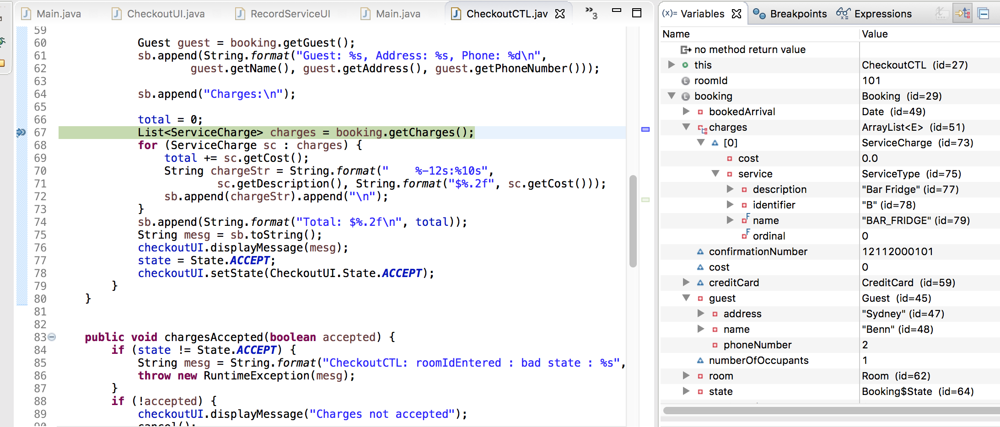 Main.java CheckoutUI.java RecordServiceUI Main.java CheckoutCTL.jav »3
59
60 Guest guest = booking.getGuest();
61 sb.append(String.format("Guest: %s, Address: %s, Phone: %d\n",
62 guest.getName(), guest.getAddress(), guest.getPhoneNumber()));
63
64 sb.append("Charges:\n");
65
66 total = 0;
67 List<ServiceCharge> charges = booking.getCharges();
68 for (ServiceCharge sc : charges) {
69 total += sc.getCost();
70 String chargeStr = String.format("    %-12s:%10s",
71 sc.getDescription(), String.format("$%.2f", sc.getCost()));
72 sb.append(chargeStr).append("\n");
73 }
74 sb.append(String.format("Total: $%.2f\n", total));
75 String mesg = sb.toString();
76 checkoutUI.displayMessage(mesg);
77 state = State.ACCEPT;
78 checkoutUI.setState(CheckoutUI.State.ACCEPT);
79 }
80 }
81
82
83 public void chargesAccepted(boolean accepted) {
84 if (state != State.ACCEPT) {
85 String mesg = String.format("CheckoutCTL: roomIdEntered : bad state : %s",
86 throw new RuntimeException(mesg);
87 }
88 if (!accepted) {
89 checkoutUI.displayMessage("Charges not accepted");
90 cancel();
(x)= Variables Breakpoints Expressions
Name Value
no method return value
this CheckoutCTL (id=27)
roomId 101
booking Booking (id=29)
bookedArrival Date (id=49)
charges ArrayList<E> (id=51)
[0] ServiceCharge (id=73)
cost 0.0
service ServiceType (id=75)
description "Bar Fridge" (id=77)
identifier "B" (id=78)
name "BAR_FRIDGE" (id=79)
ordinal 0
confirmationNumber 12112000101
cost 0
creditCard CreditCard (id=59)
guest Guest (id=45)
address "Sydney" (id=47)
name "Benn" (id=48)
phoneNumber 2
numberOfOccupants 1
room Room (id=62)
state Booking$State (id=64)